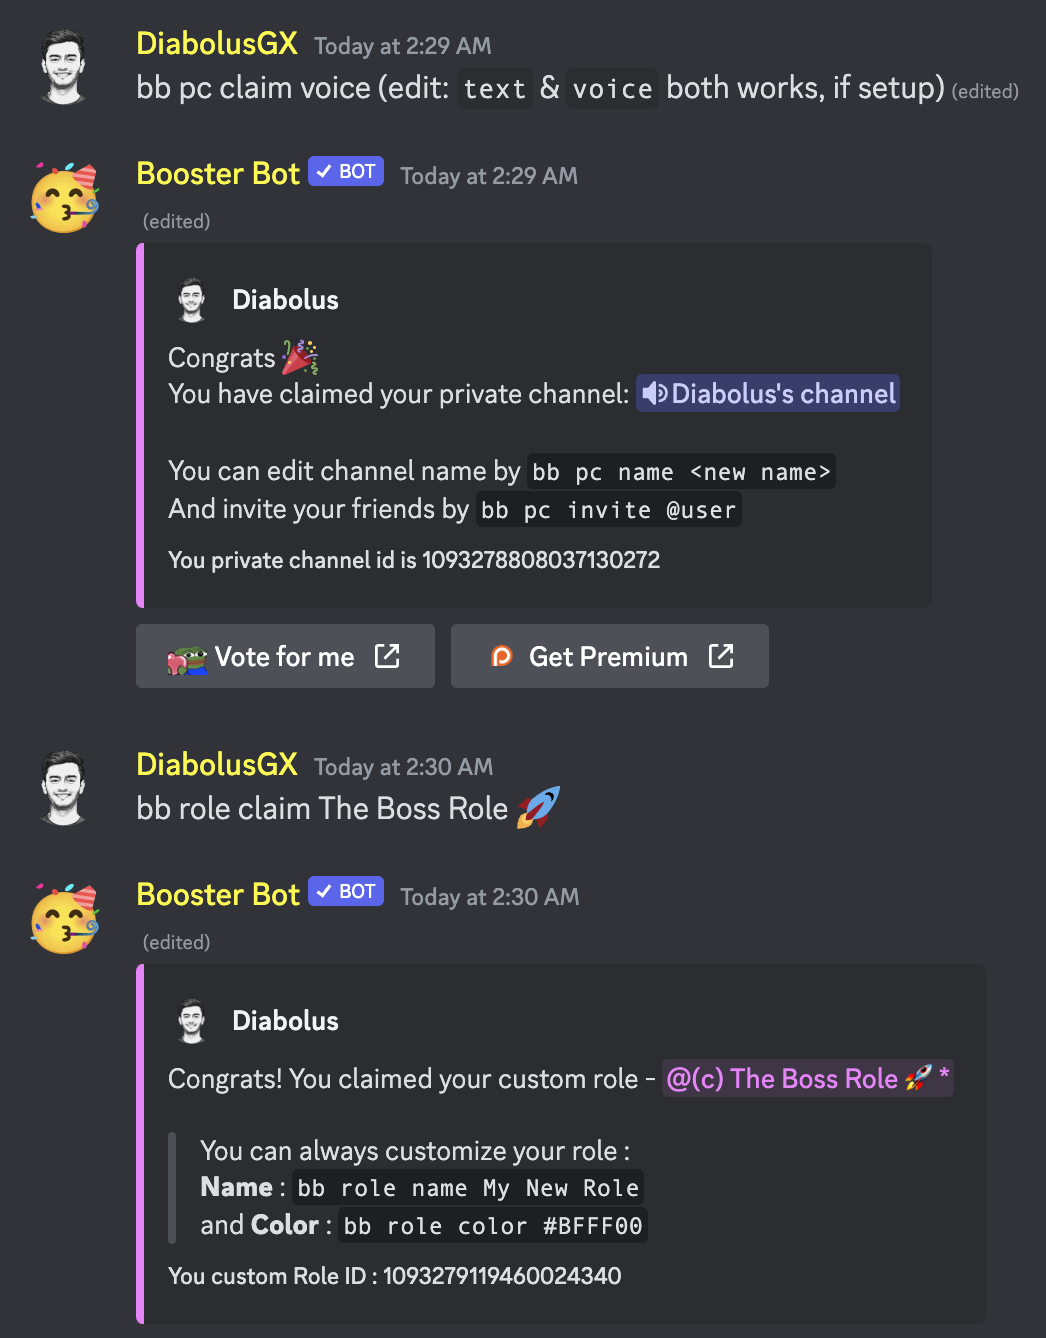 DiabolusGX Today at 2:29 AM
bb pc claim voice (edit: text & voice both works, if setup) (edited)
Booster Bot ✓ BOT Today at 2:29 AM
(edited)
Diabolus
Congrats 🎉
You have claimed your private channel: 🔊Diabolus's channel
You can edit channel name by bb pc name <new name>
And invite your friends by bb pc invite @user
You private channel id is 1093278808037130272
Vote for me
Get Premium
DiabolusGX Today at 2:30 AM
bb role claim The Boss Role 🚀
Booster Bot ✓ BOT Today at 2:30 AM
(edited)
Diabolus
Congrats! You claimed your custom role - @(c) The Boss Role 🚀 *
You can always customize your role :
Name : bb role name My New Role
and Color : bb role color #BFFF00
You custom Role ID : 1093279119460024340